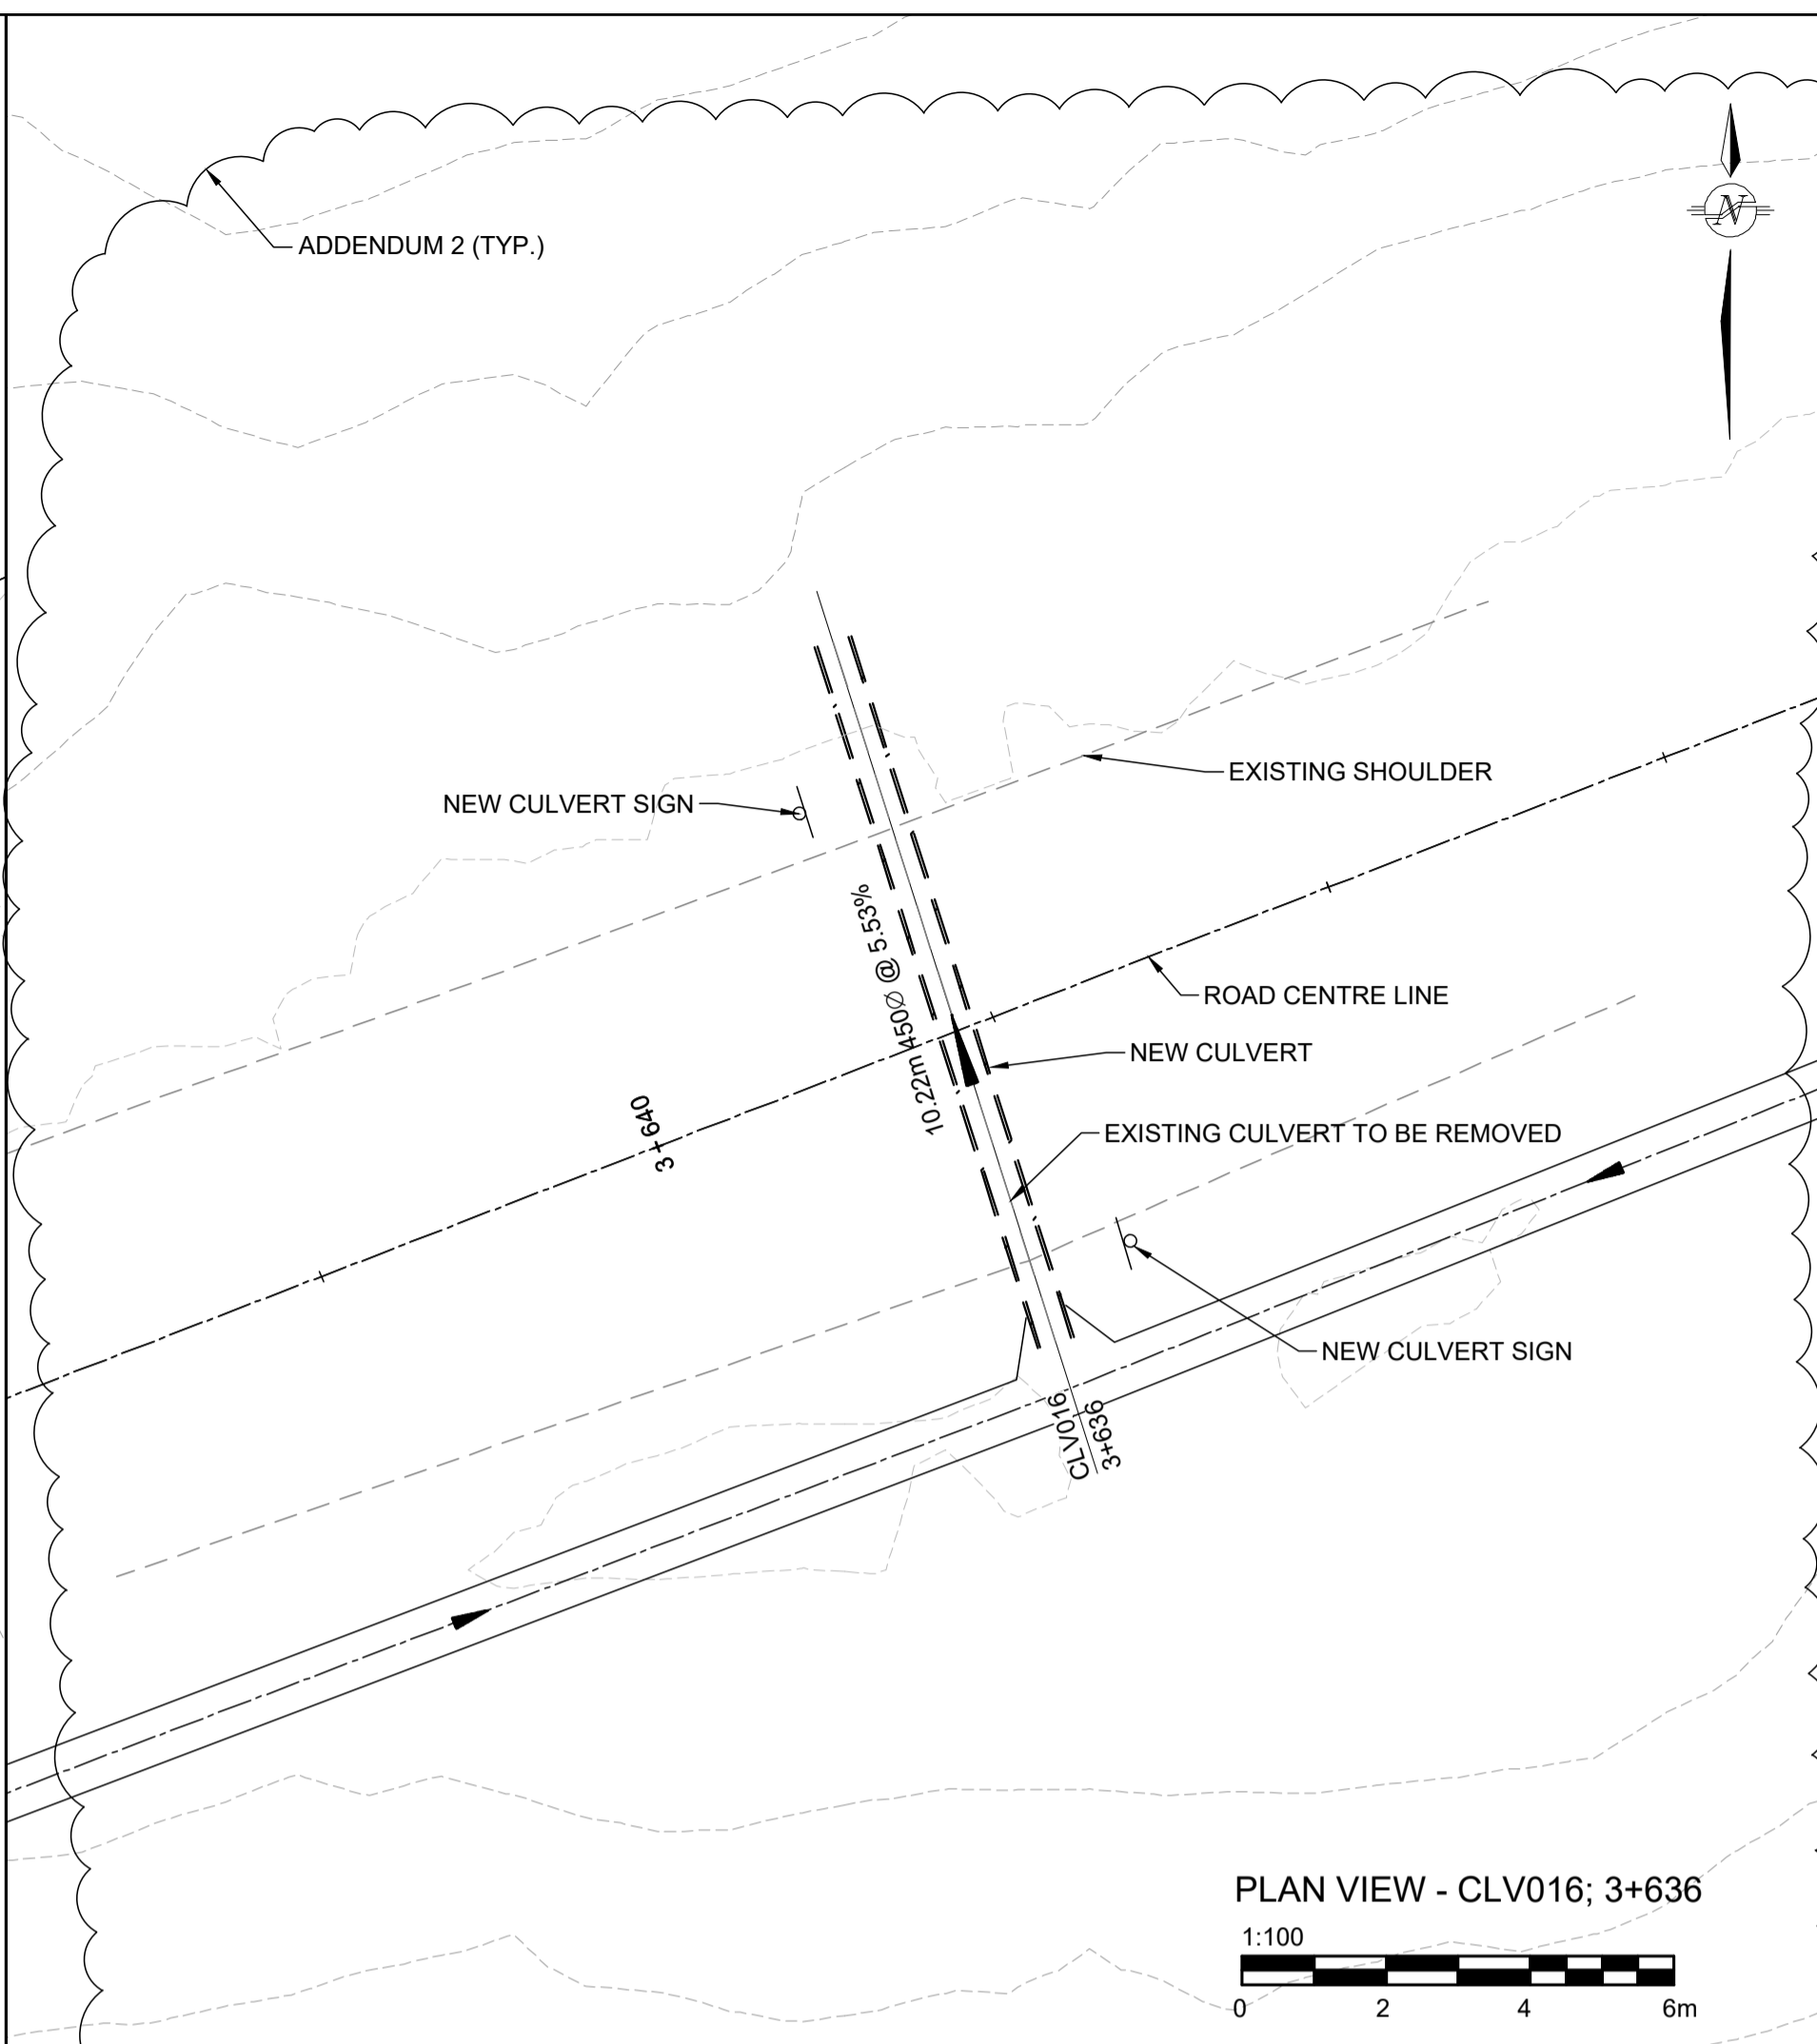 ADDENDUM 2 (TYP.)
N
EXISTING SHOULDER
NEW CULVERT SIGN
10.22m 450∅ @ 5.53%
ROAD CENTRE LINE
NEW CULVERT
3+640
EXISTING CULVERT TO BE REMOVED
NEW CULVERT SIGN
CLV016
3+636
PLAN VIEW - CLV016; 3+636
1:100
0 2 4 6m